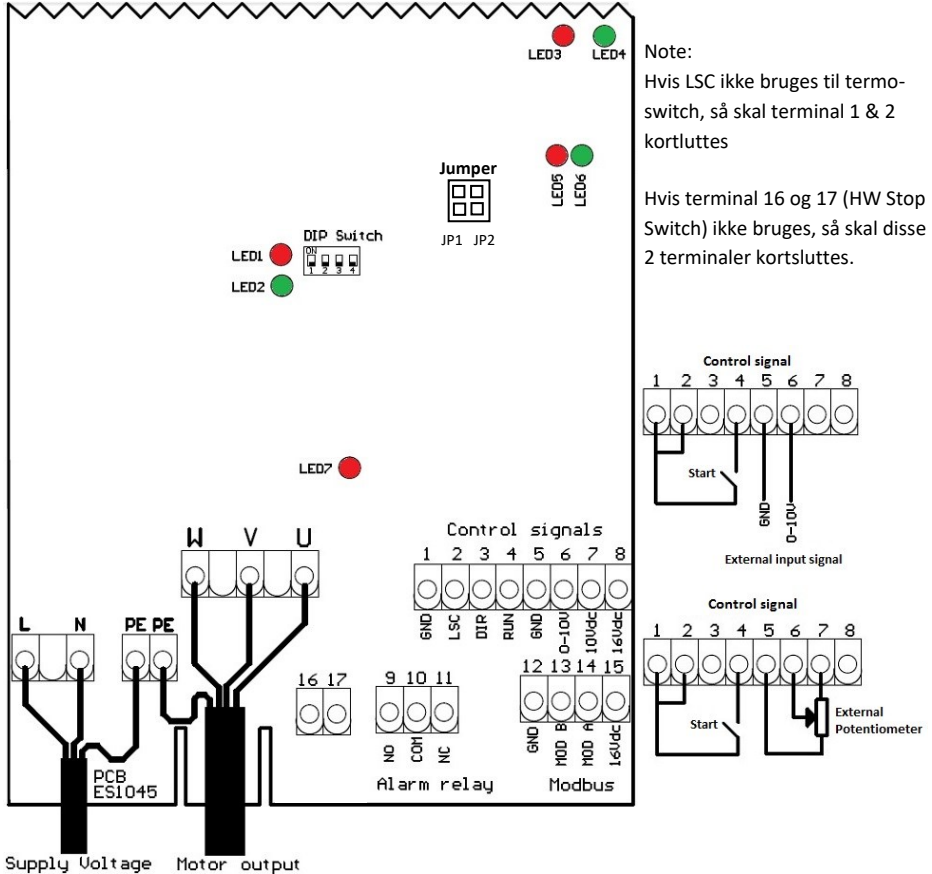 LED3 LED4
Note:
Hvis LSC ikke bruges til termo-
switch, så skal terminal 1 & 2
kortluttes
Hvis terminal 16 og 17 (HW Stop
Switch) ikke bruges, så skal disse
2 terminaler kortsluttes.
Jumper
JP1 JP2
LED5
LED6
DIP Switch
ON
1 2 3 4
LED1
LED2
LED7
W V U
L N PE PE
Control signals
1 2 3 4 5 6 7 8
GND
LSC
DIR
RUN
GND
0-10V
10Vdc
16Vdc
16 17
9 10 11
NO
COM
NC
Alarm relay
12 13 14 15
GND
MOD B
MOD A
16Vdc
Modbus
PCB
ES1045
Supply Voltage Motor output
Control signal
1 2 3 4 5 6 7 8
Start
GND
0-10V
External input signal
Control signal
1 2 3 4 5 6 7 8
Start
External
Potentiometer